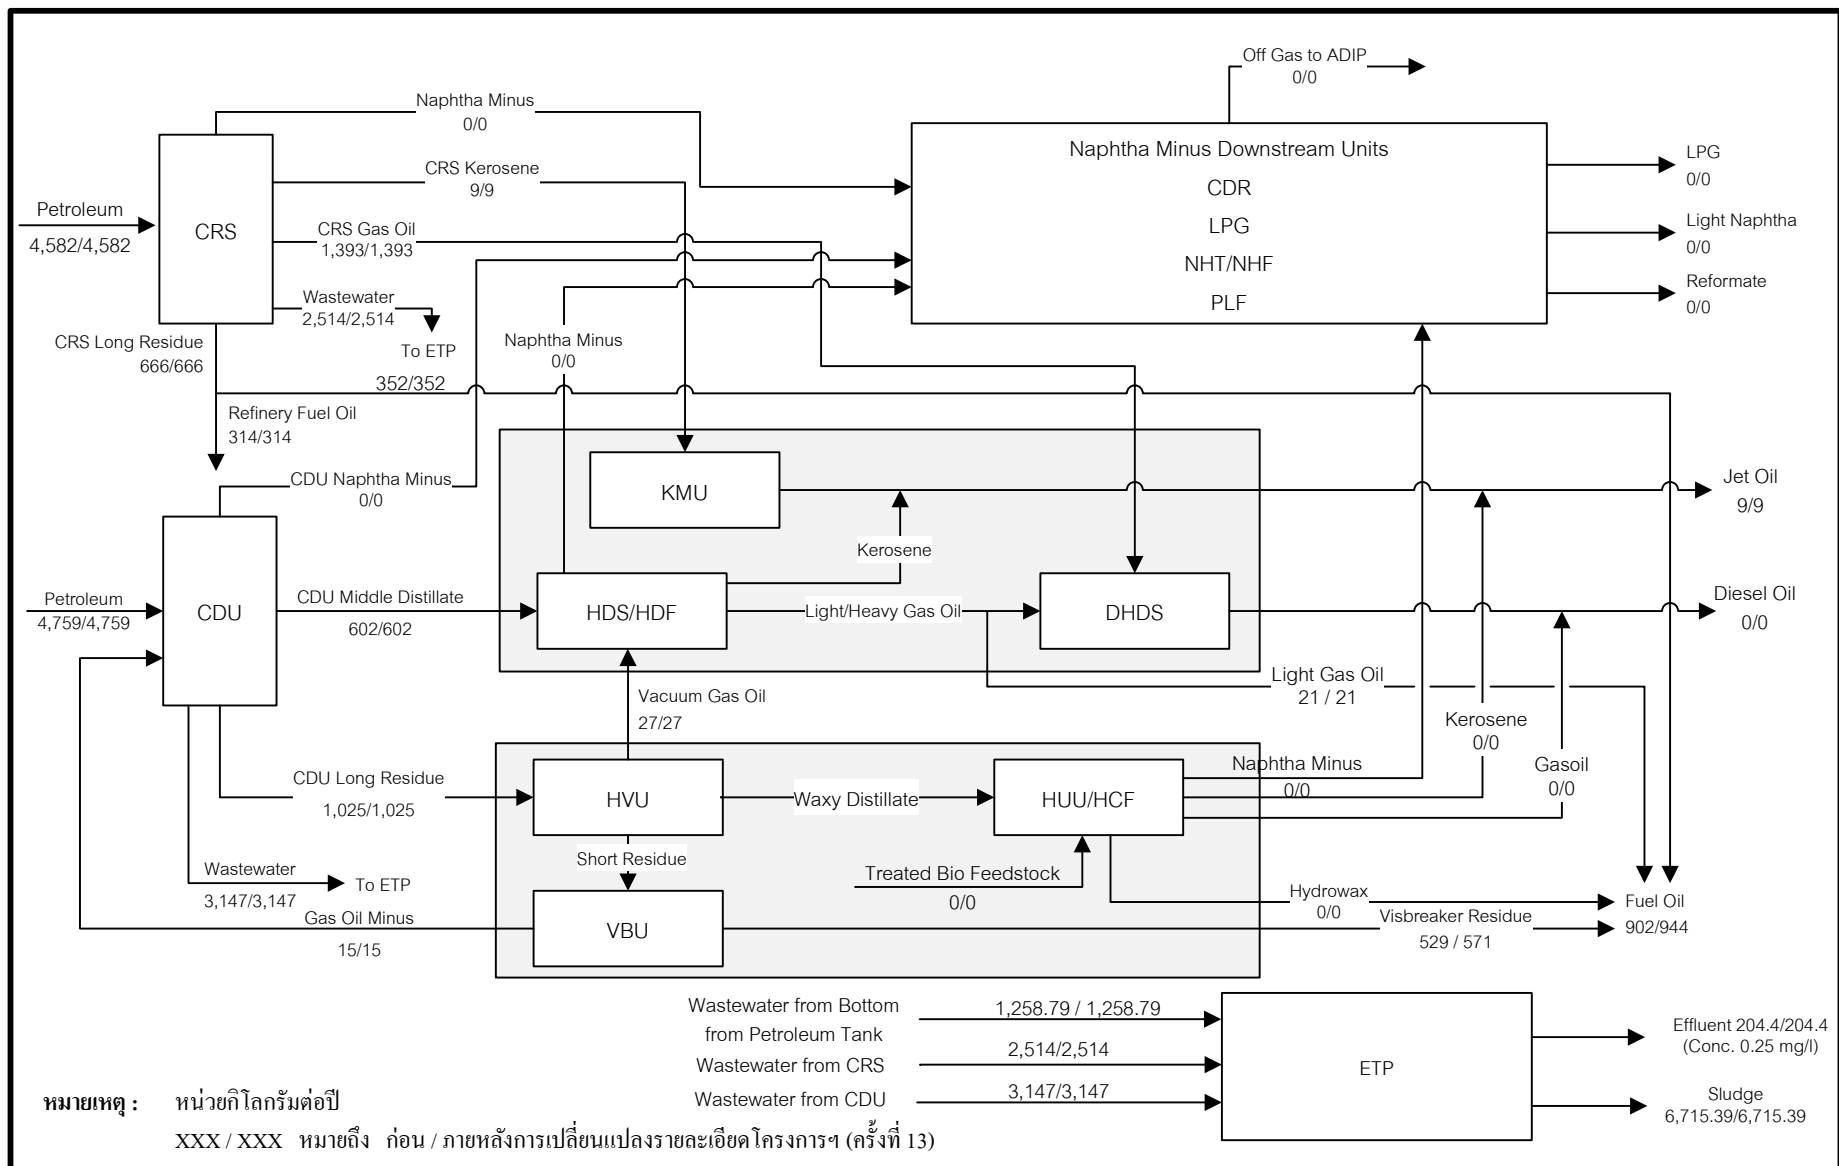 Off Gas to ADIP
0/0
Naphtha Minus
0/0
CRS
Petroleum
4,582/4,582
CRS Kerosene
9/9
CRS Gas Oil
1,393/1,393
Wastewater
2,514/2,514
To ETP
CRS Long Residue
666/666
352/352
Refinery Fuel Oil
314/314
Naphtha Minus Downstream Units
CDR
LPG
NHT/NHF
PLF
LPG
0/0
Light Naphtha
0/0
Reformate
0/0
Naphtha Minus
0/0
CDU Naphtha Minus
0/0
KMU
Jet Oil
9/9
Kerosene
Petroleum
4,759/4,759
CDU
CDU Middle Distillate
602/602
HDS/HDF
Light/Heavy Gas Oil
DHDS
Diesel Oil
0/0
Light Gas Oil
21 / 21
Vacuum Gas Oil
27/27
Kerosene
0/0
Gasoil
0/0
Naphtha Minus
0/0
CDU Long Residue
1,025/1,025
HVU
Waxy Distillate
HUU/HCF
Short Residue
Treated Bio Feedstock
0/0
Wastewater
3,147/3,147
To ETP
Gas Oil Minus
15/15
VBU
Hydrowax
0/0
Visbreaker Residue
529 / 571
Fuel Oil
902/944
Wastewater from Bottom
from Petroleum Tank
1,258.79 / 1,258.79
Wastewater from CRS
2,514/2,514
Wastewater from CDU
3,147/3,147
ETP
Effluent 204.4/204.4
(Conc. 0.25 mg/l)
Sludge
6,715.39/6,715.39
หมายเหตุ : หน่วยกิโลกรัมต่อปี
XXX / XXX หมายถึง ก่อน / ภายหลังการเปลี่ยนแปลงรายละเอียดโครงการฯ (ครั้งที่ 13)